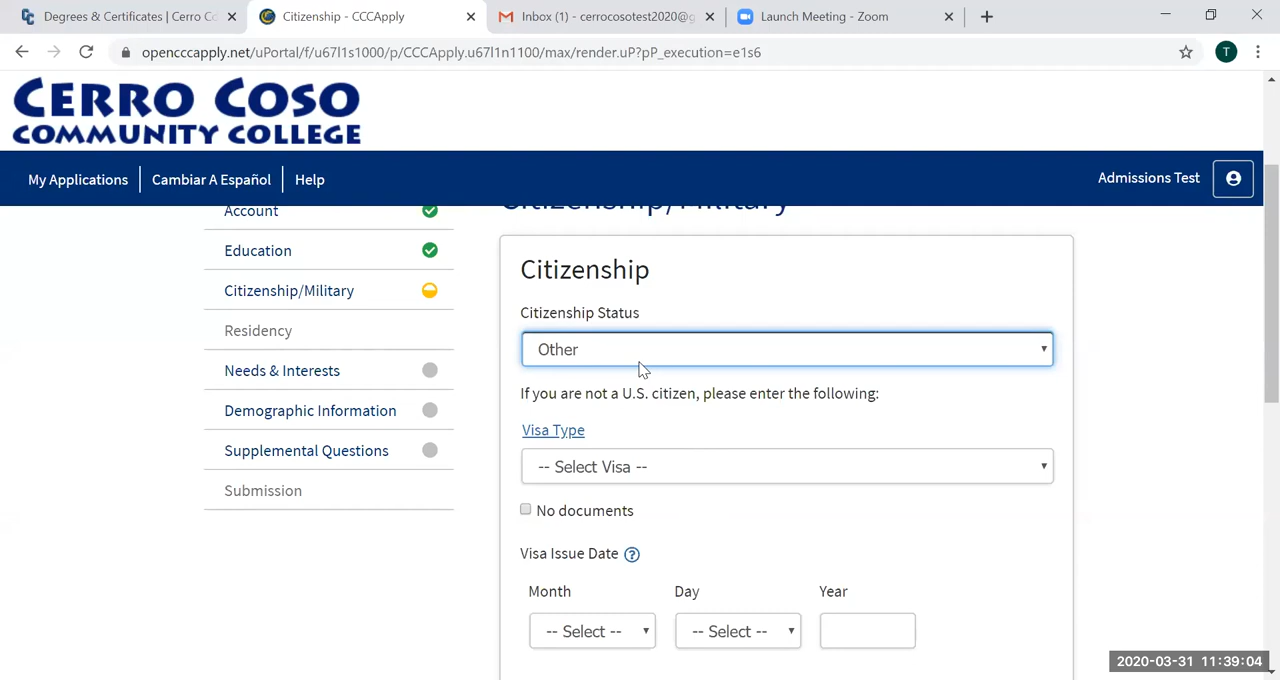 Degrees & Certificates | Cerro Co
Citizenship - CCCApply
Inbox (1) - cerrocosotest2020@g
Launch Meeting - Zoom
opencccapply.net/uPortal/f/u67l1s1000/p/CCCApply.u67l1n1100/max/render.uP?pP_execution=e1s6
T
CERRO COSO
COMMUNITY COLLEGE
My Applications
Cambiar A Español
Help
Admissions Test
Citizenship/Military
Account
Education
Citizenship/Military
Residency
Needs & Interests
Demographic Information
Supplemental Questions
Submission
Citizenship
Citizenship Status
Other
If you are not a U.S. citizen, please enter the following:
Visa Type
-- Select Visa --
No documents
Visa Issue Date ?
Month Day Year
-- Select -- -- Select --
2020-03-31 11:39:04